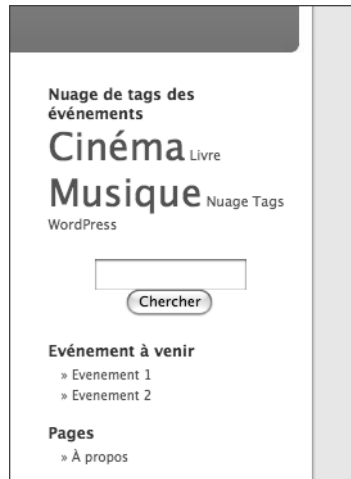 Nuage de tags des
événements
Cinéma Livre
Musique Nuage Tags
WordPress
Chercher
Evénement à venir
» Evenement 1
» Evenement 2
Pages
» À propos